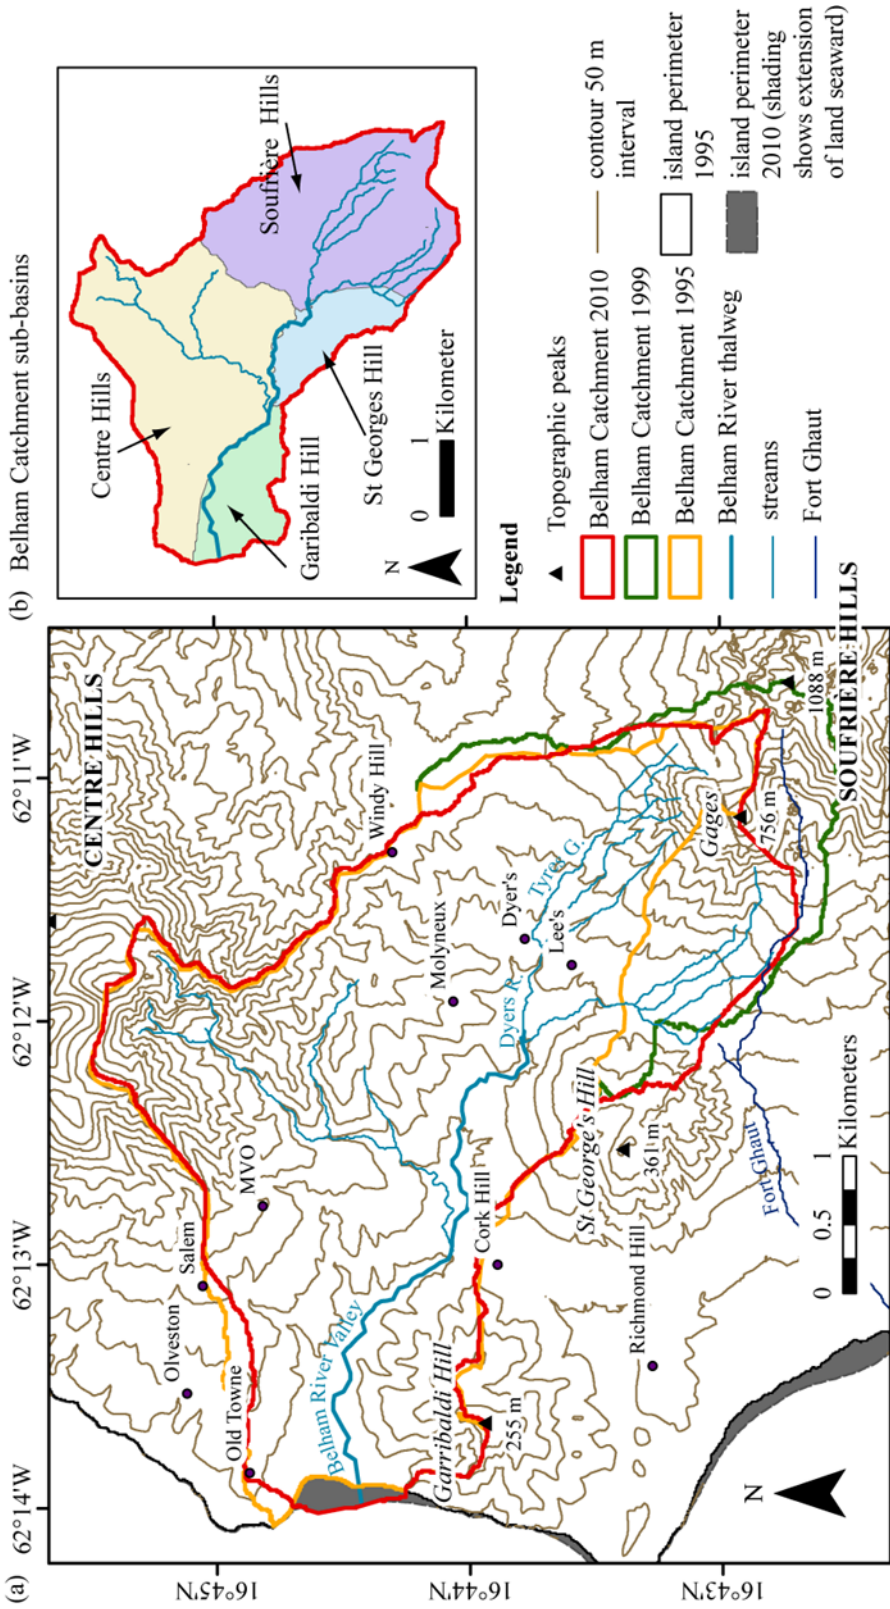 (a)
62°14'W
62°13'W
62°12'W
62°11'W
16°45'N
16°44'N
16°43'N
CENTRE HILLS
Olveston
Salem
MVO
Old Towne
Windy Hill
Molyneux
Belham River Valley
Dyers R.
Dyer's
Tyres G.
Lee's
Cork Hill
Garribaldi Hill
255 m
St George's Hill
361 m
Gages
756 m
1088 m
SOUFRIERE HILLS
Richmond Hill
Fort Ghaut
N
0 0.5 1
Kilometers
(b) Belham Catchment sub-basins
Centre Hills
Soufrière Hills
Garibaldi Hill
St Georges Hill
N
0 1
Kilometer
Legend
Topographic peaks
Belham Catchment 2010
Belham Catchment 1999
Belham Catchment 1995
Belham River thalweg
streams
Fort Ghaut
contour 50 m
interval
island perimeter
1995
island perimeter
2010 (shading
shows extension
of land seaward)